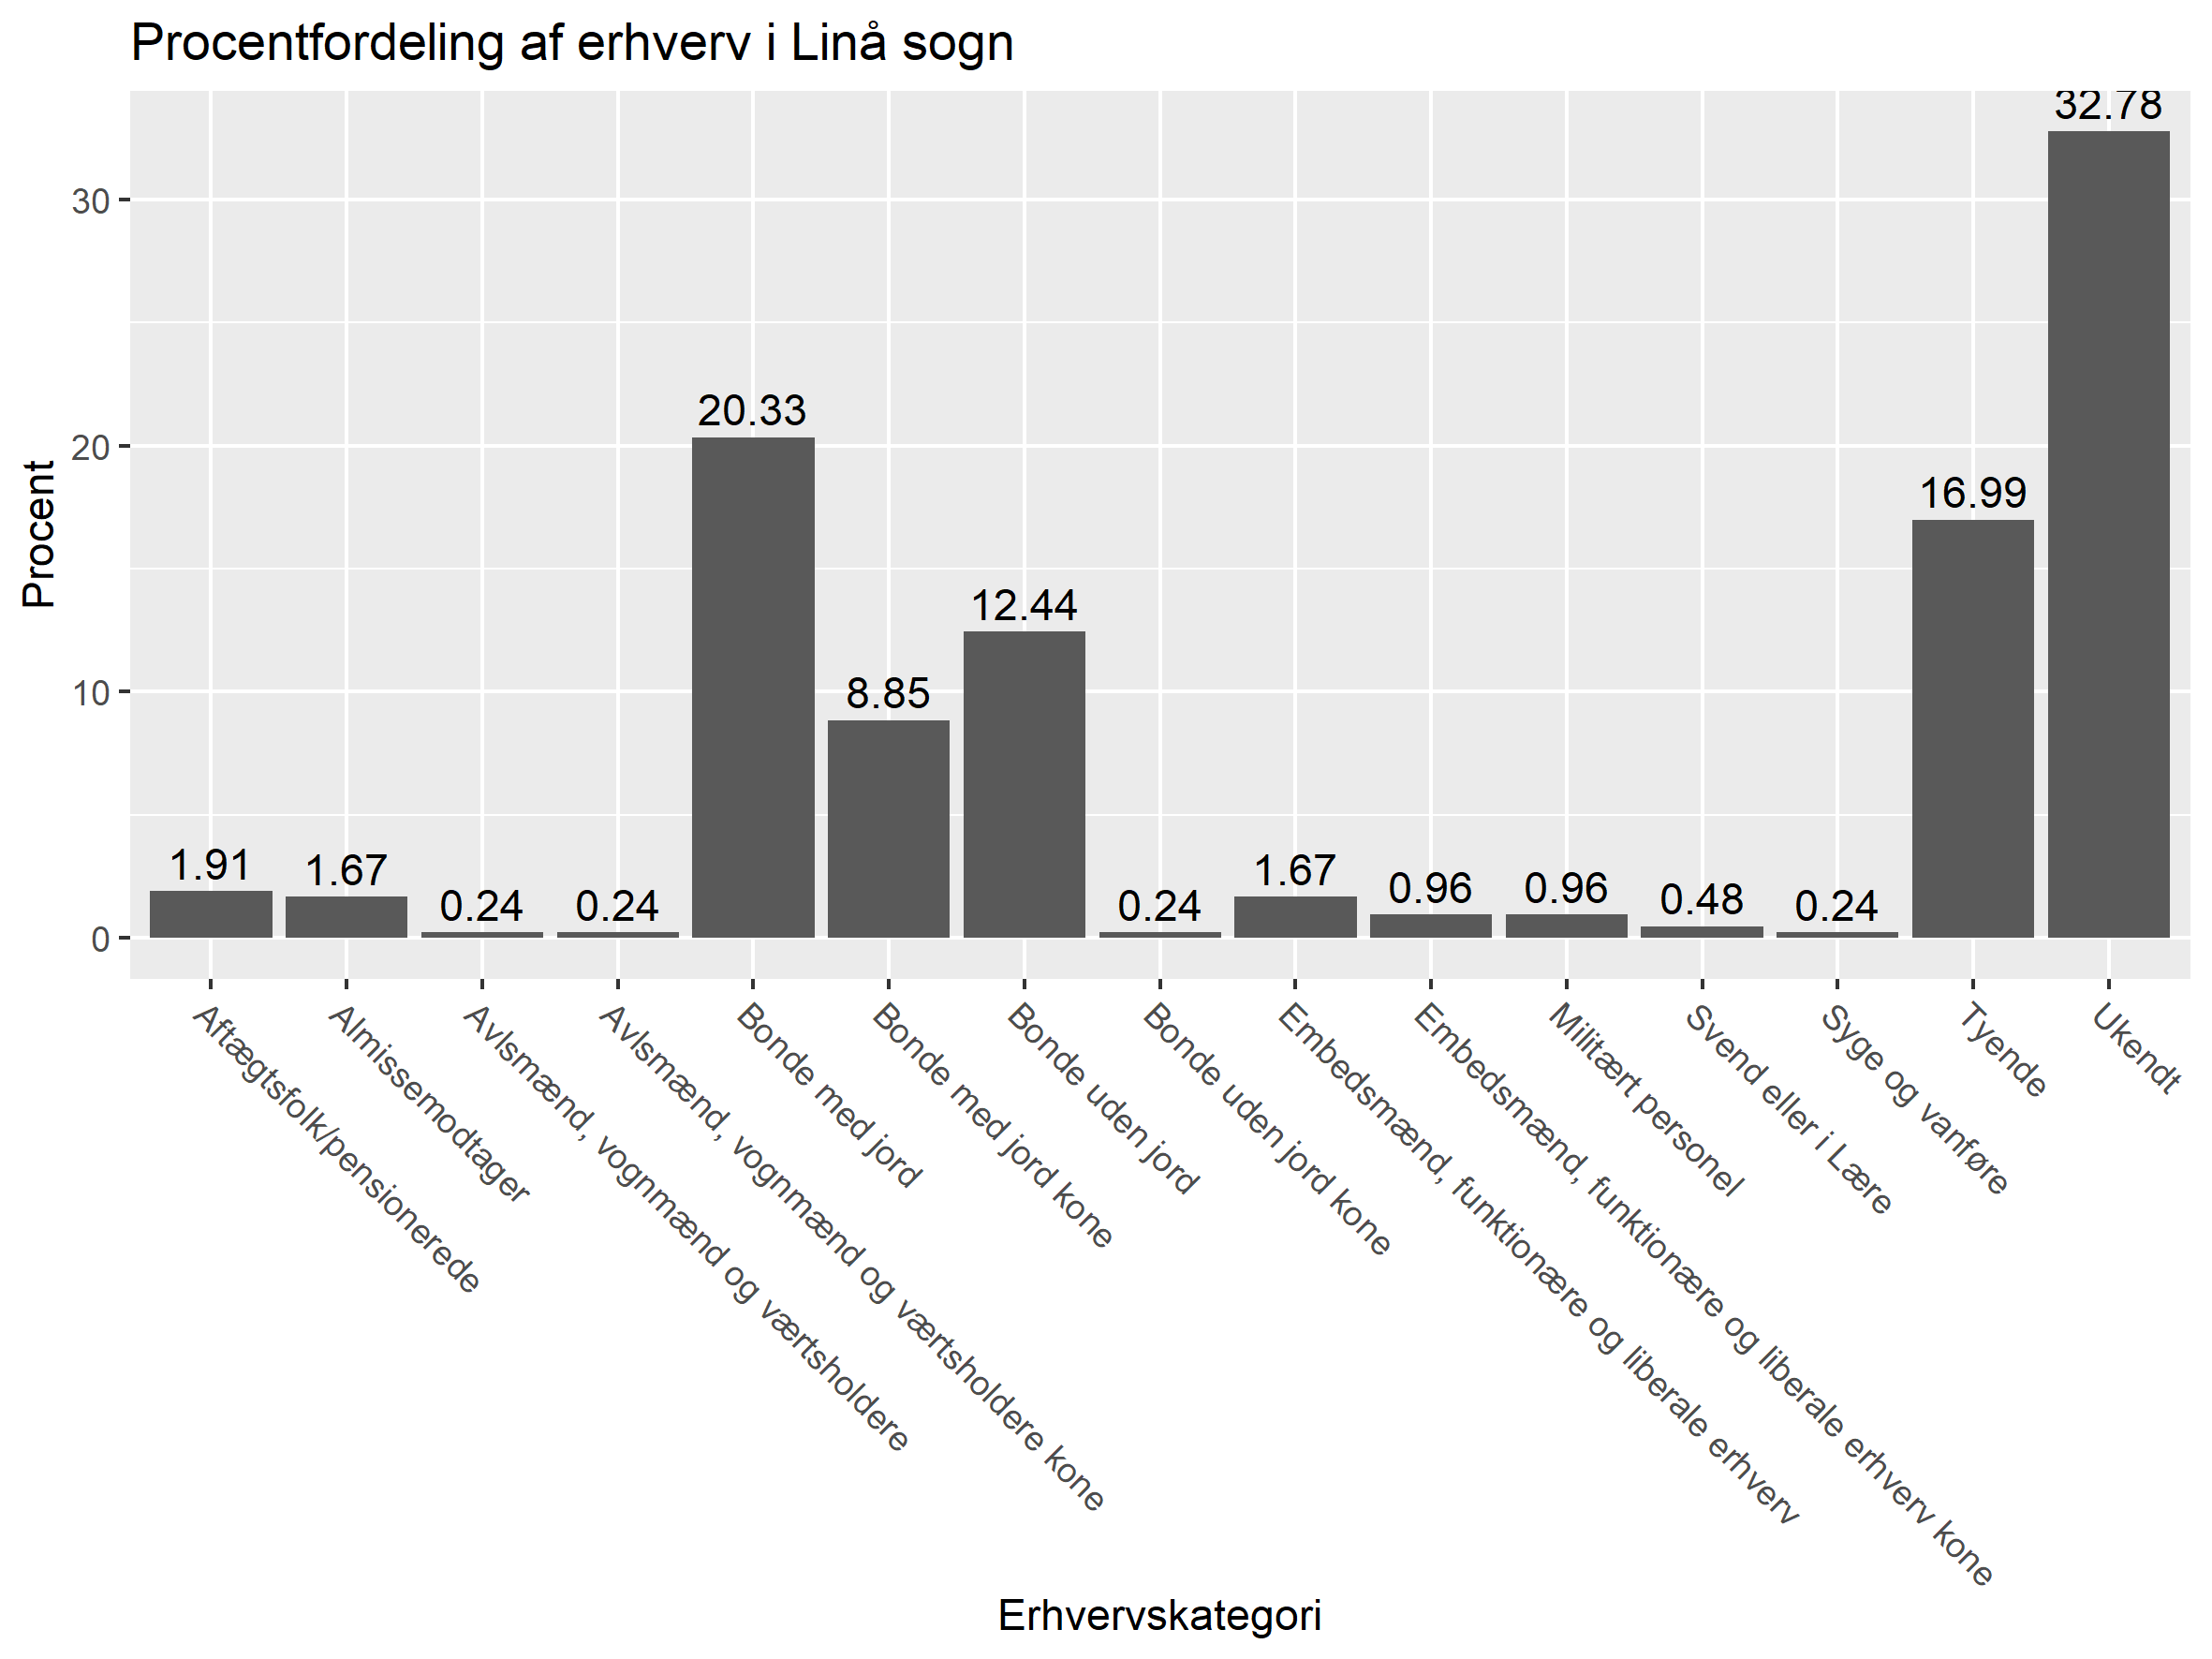 Procentfordeling af erhverv i Linå sogn
Procent
30
20
10
0
1.91
1.67
0.24
0.24
20.33
8.85
12.44
0.24
1.67
0.96
0.96
0.48
0.24
16.99
32.78
Aftægtsfolk/pensionerede
Almissemodtager
Avlsmænd, vognmænd og værtsholdere
Avlsmænd, vognmænd og værtsholdere kone
Bonde med jord
Bonde med jord kone
Bonde uden jord
Bonde uden jord kone
Embedsmænd, funktionære og liberale erhverv
Embedsmænd, funktionære og liberale erhverv kone
Militært personel
Svend eller i Lære
Syge og vanføre
Tyende
Ukendt
Erhvervskategori